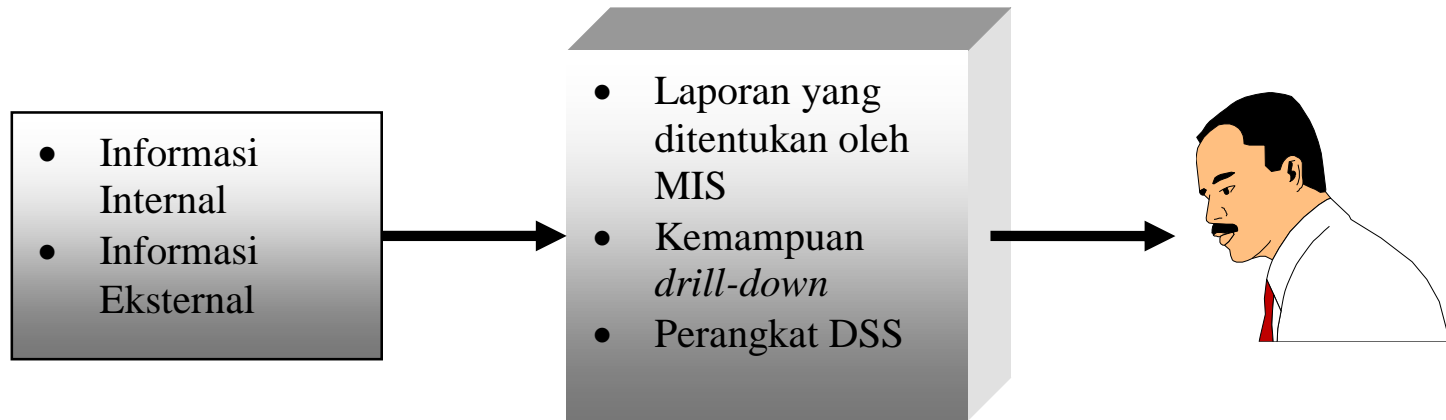 • Informasi
Internal
• Informasi
Eksternal
• Laporan yang
ditentukan oleh
MIS
• Kemampuan
drill-down
• Perangkat DSS